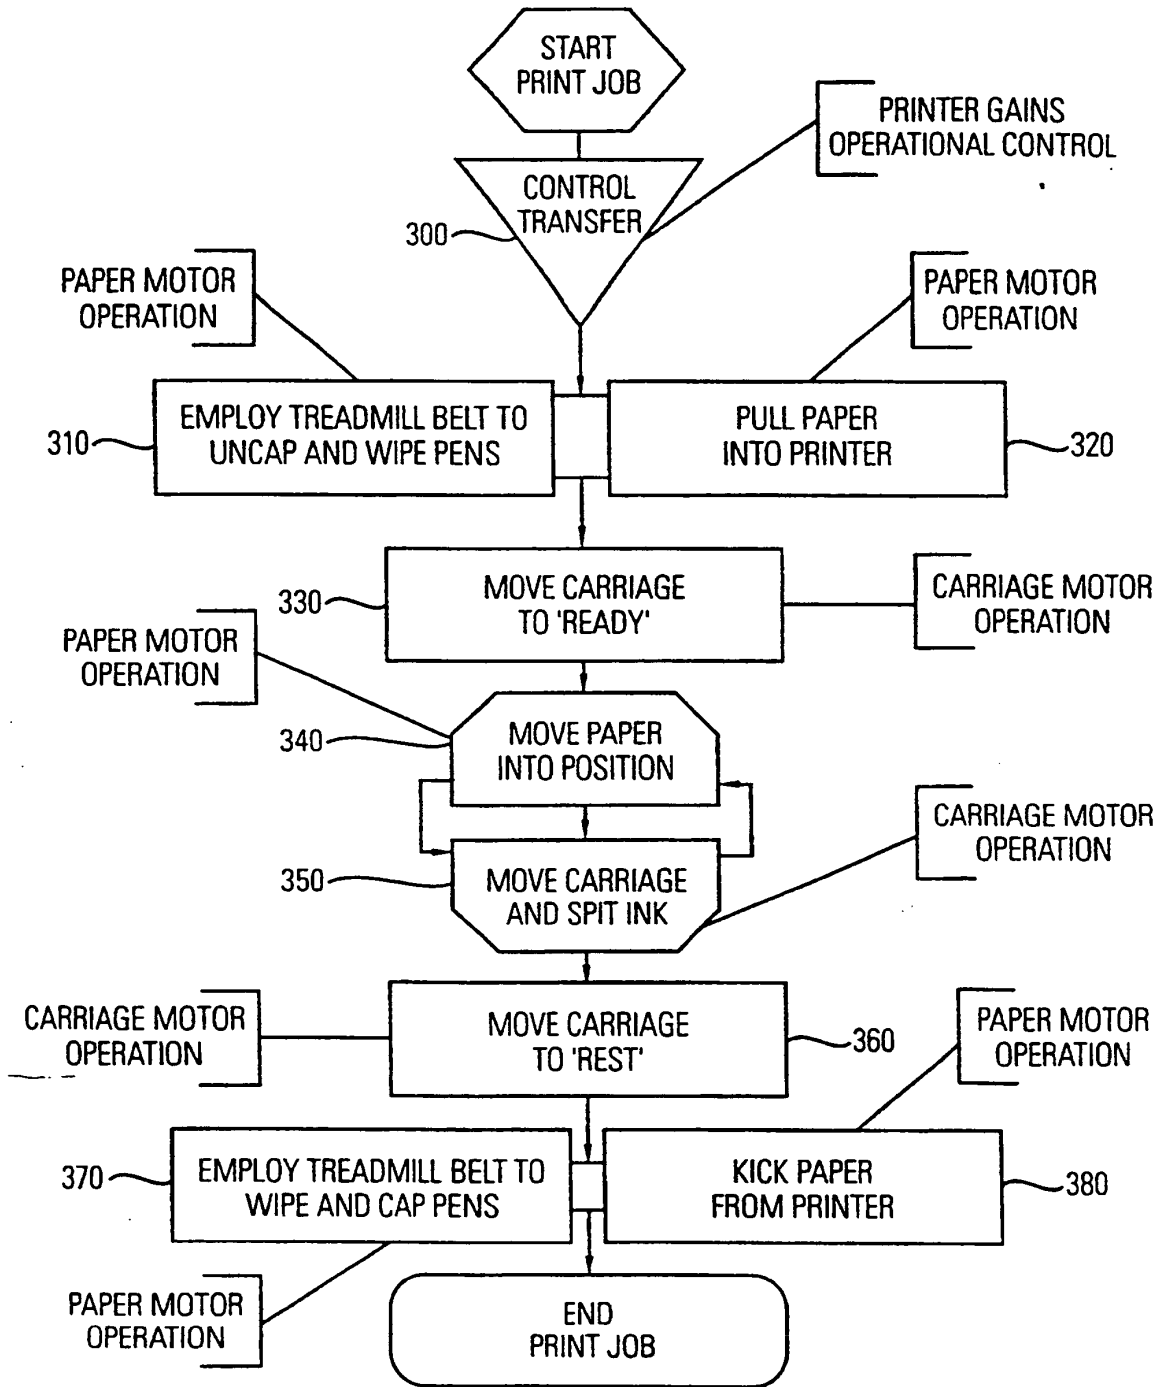 START
PRINT JOB
PRINTER GAINS
OPERATIONAL CONTROL
CONTROL
TRANSFER
300
PAPER MOTOR
OPERATION
PAPER MOTOR
OPERATION
310
EMPLOY TREADMILL BELT TO
UNCAP AND WIPE PENS
PULL PAPER
INTO PRINTER
320
330
MOVE CARRIAGE
TO 'READY'
CARRIAGE MOTOR
OPERATION
PAPER MOTOR
OPERATION
340
MOVE PAPER
INTO POSITION
CARRIAGE MOTOR
OPERATION
350
MOVE CARRIAGE
AND SPIT INK
CARRIAGE MOTOR
OPERATION
MOVE CARRIAGE
TO 'REST'
360
PAPER MOTOR
OPERATION
370
EMPLOY TREADMILL BELT TO
WIPE AND CAP PENS
KICK PAPER
FROM PRINTER
380
PAPER MOTOR
OPERATION
END
PRINT JOB